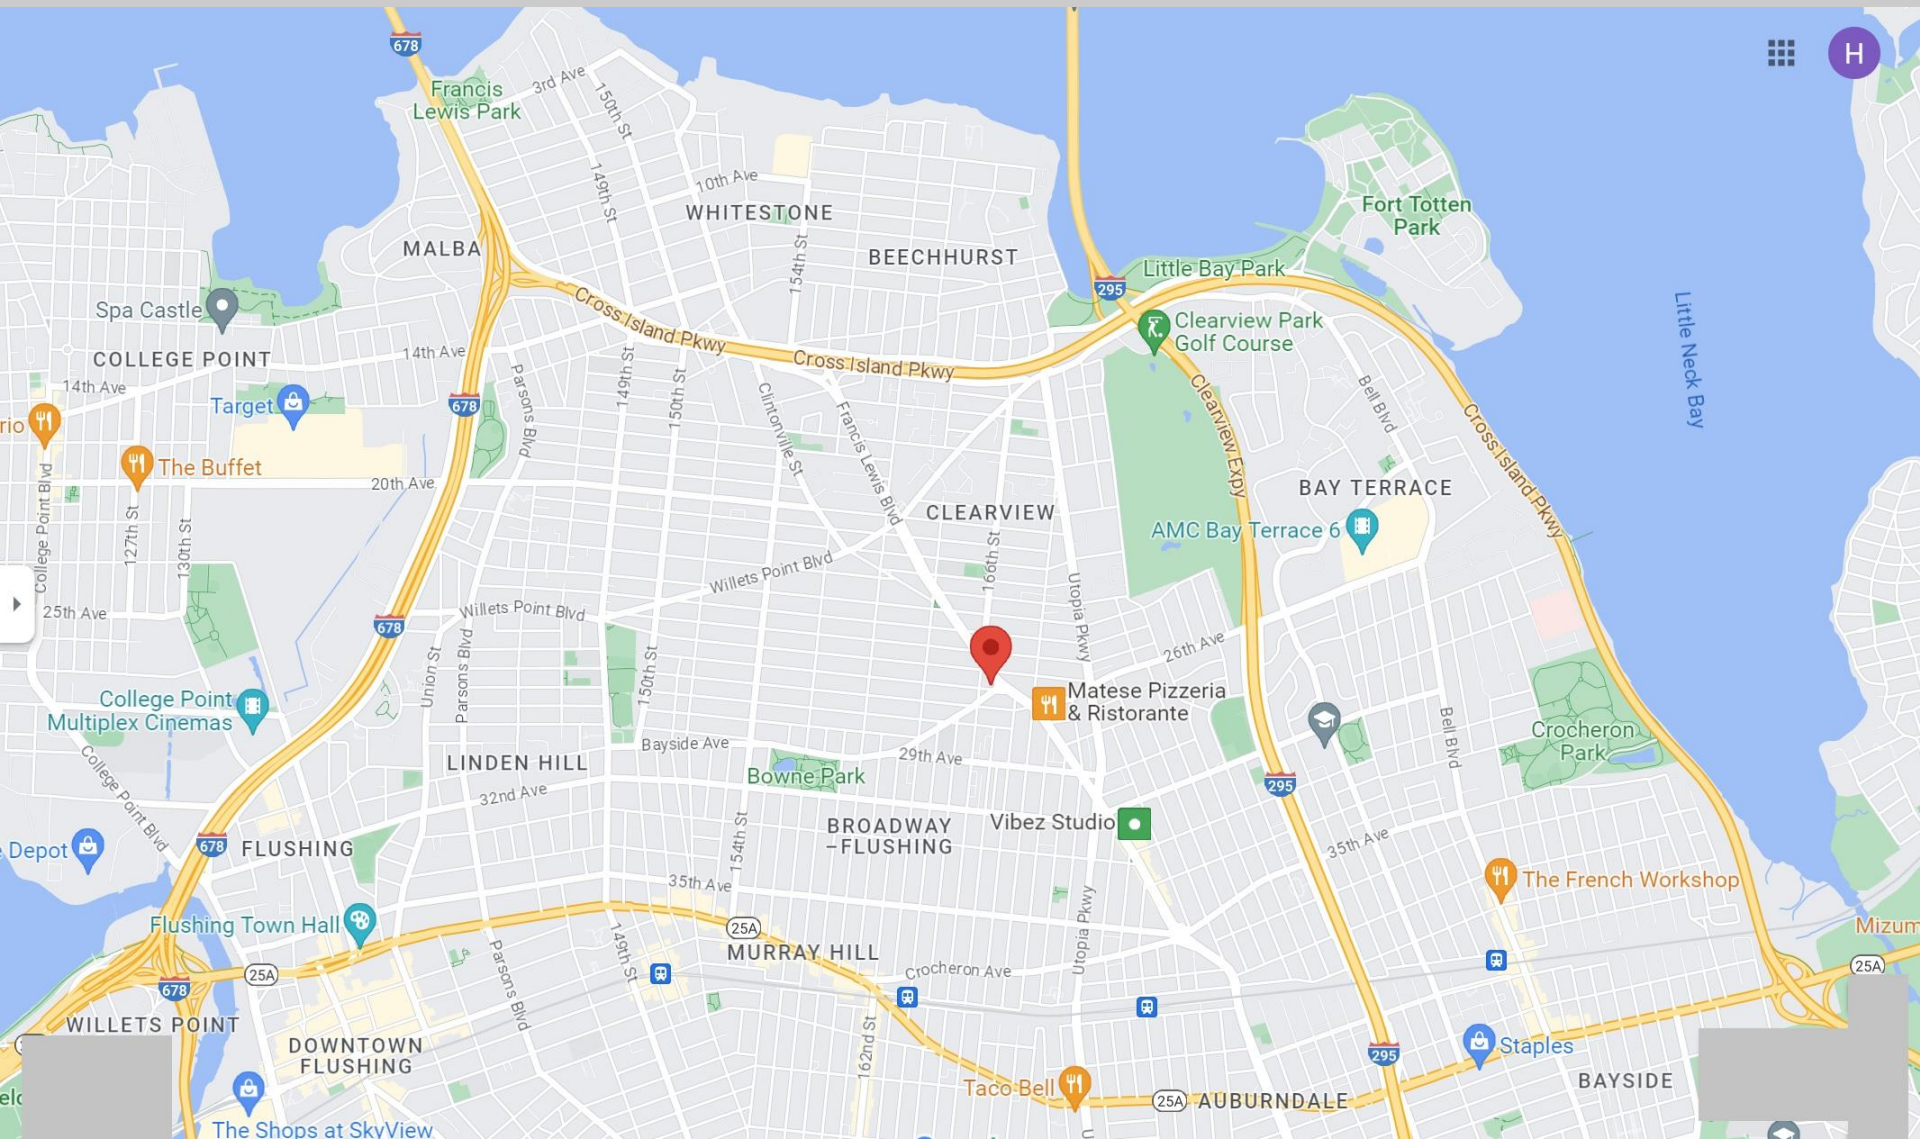 678
Francis
Lewis Park
3rd Ave
150th St
H
149th St
10th Ave
WHITESTONE
MALBA
154th St
BEECHHURST
Fort Totten
Park
Little Bay Park
295
Spa Castle
Cross Island Pkwy
Cross Island Pkwy
Clearview Park
Golf Course
Little Neck Bay
COLLEGE POINT
14th Ave
14th Ave
Target
678
Parsons Blvd
149th St
150th St
Clintonville St
Francis Lewis Blvd
Clearview Expy
Bell Blvd
Cross Island Pkwy
rio
The Buffet
20th Ave
College Point Blvd
127th St
130th St
CLEARVIEW
BAY TERRACE
AMC Bay Terrace 6
166th St
Utopia Pkwy
Willets Point Blvd
Willets Point Blvd
25th Ave
678
26th Ave
Union St
Parsons Blvd
150th St
Matese Pizzeria
& Ristorante
College Point
Multiplex Cinemas
Bell Blvd
Crocheron
Park
College Point Blvd
LINDEN HILL
Bayside Ave
29th Ave
Bowne Park
32nd Ave
295
BROADWAY
–FLUSHING
Vibez Studio
154th St
678
FLUSHING
Depot
35th Ave
35th Ave
The French Workshop
Flushing Town Hall
25A
MURRAY HILL
149th St
Utopia Pkwy
Mizum
Crocheron Ave
25A
25A
678
Parsons Blvd
WILLETS POINT
DOWNTOWN
FLUSHING
162nd St
295
Staples
BAYSIDE
Taco Bell
25A
AUBURNDALE
The Shops at SkyView